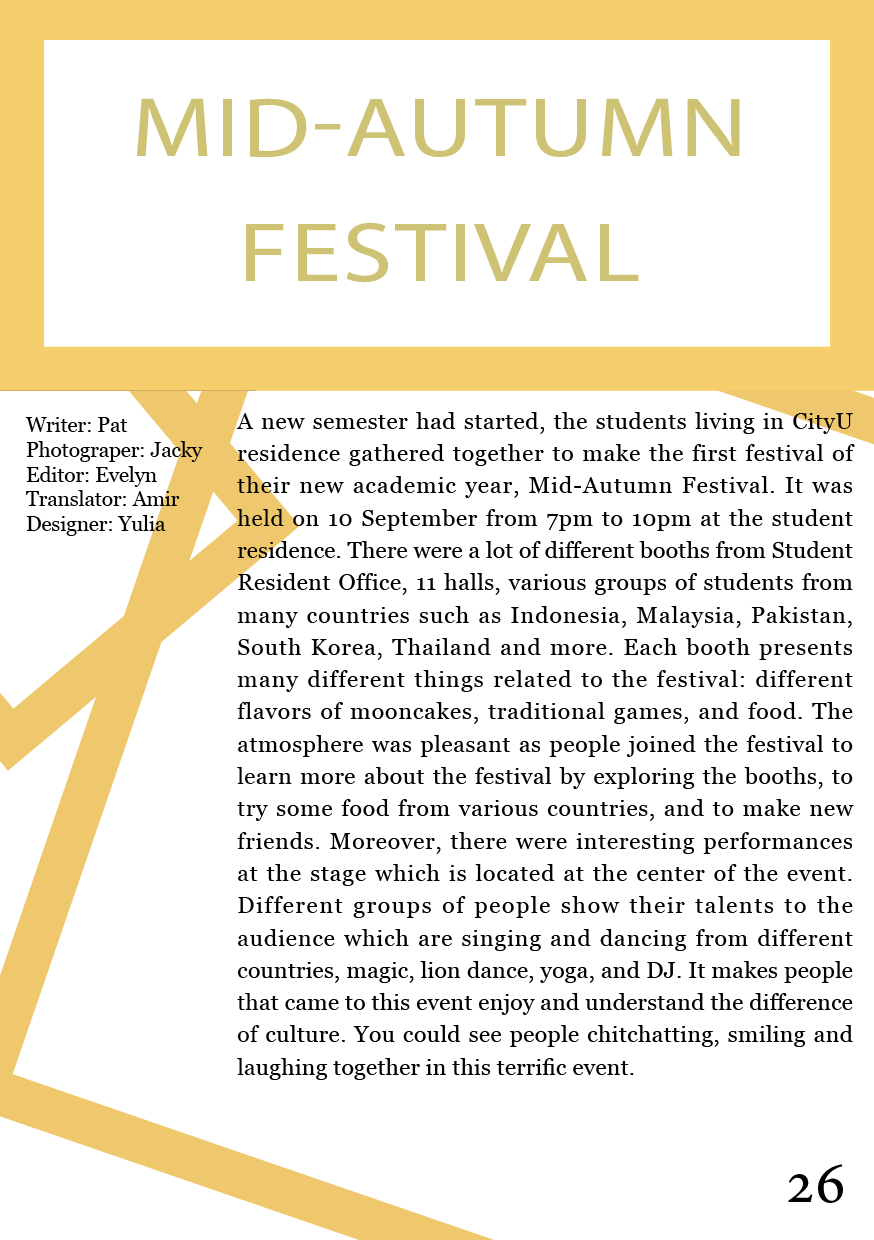 MID-AUTUMN
FESTIVAL
Writer: Pat
Photograper: Jacky
Editor: Evelyn
Translator: Amir
Designer: Yulia
A new semester had started, the students living in CityU
residence gathered together to make the first festival of
their new academic year, Mid-Autumn Festival. It was
held on 10 September from 7pm to 10pm at the student
residence. There were a lot of different booths from Student
Resident Office, 11 halls, various groups of students from
many countries such as Indonesia, Malaysia, Pakistan,
South Korea, Thailand and more. Each booth presents
many different things related to the festival: different
flavors of mooncakes, traditional games, and food. The
atmosphere was pleasant as people joined the festival to
learn more about the festival by exploring the booths, to
try some food from various countries, and to make new
friends. Moreover, there were interesting performances
at the stage which is located at the center of the event.
Different groups of people show their talents to the
audience which are singing and dancing from different
countries, magic, lion dance, yoga, and DJ. It makes people
that came to this event enjoy and understand the difference
of culture. You could see people chitchatting, smiling and
laughing together in this terrific event.
26